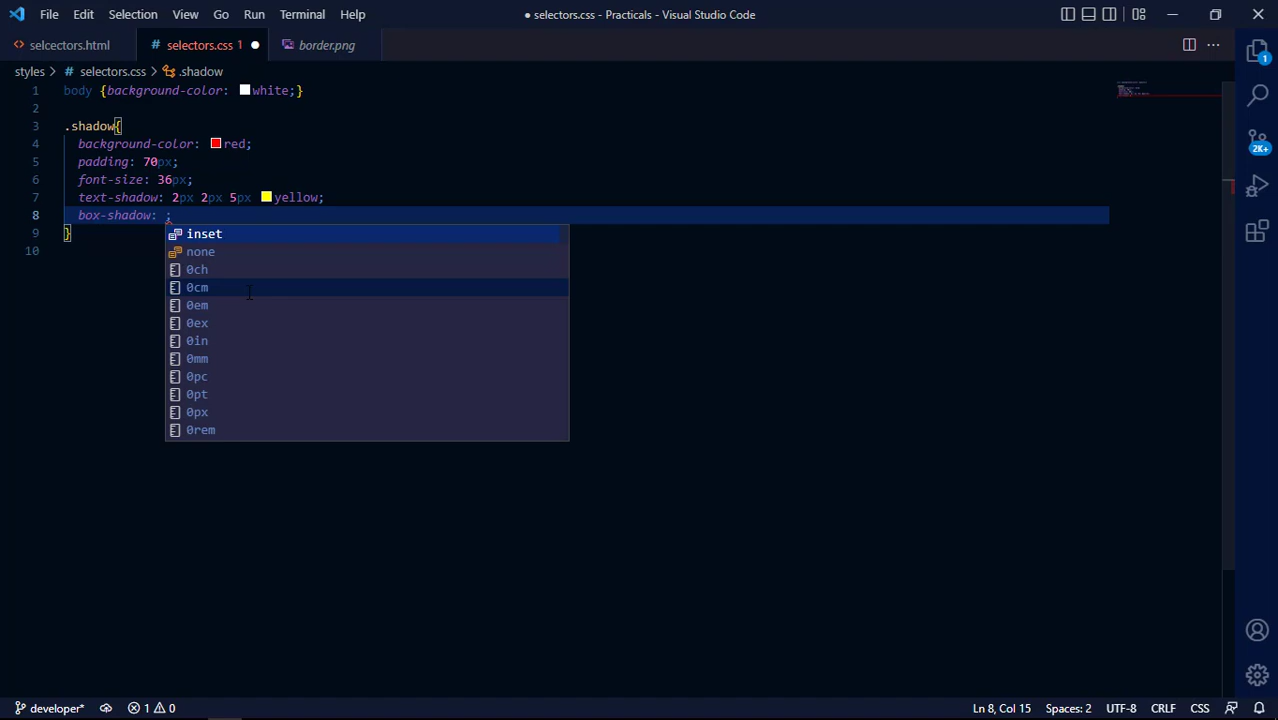 File Edit Selection View Go Run Terminal Help
● selectors.css - Practicals - Visual Studio Code
<> selcectors.html
# selectors.css 1 ●
border.png
styles > # selectors.css > .shadow
1 body {background-color: white;}
2
3 .shadow{
4 background-color: red;
5 padding: 70px;
6 font-size: 36px;
7 text-shadow: 2px 2px 5px yellow;
8 box-shadow: ;
9 }
10
inset
none
0ch
0cm
0em
0ex
0in
0mm
0pc
0pt
0px
0rem
1
2K+
developer* 1 0
Ln 8, Col 15 Spaces: 2 UTF-8 CRLF CSS